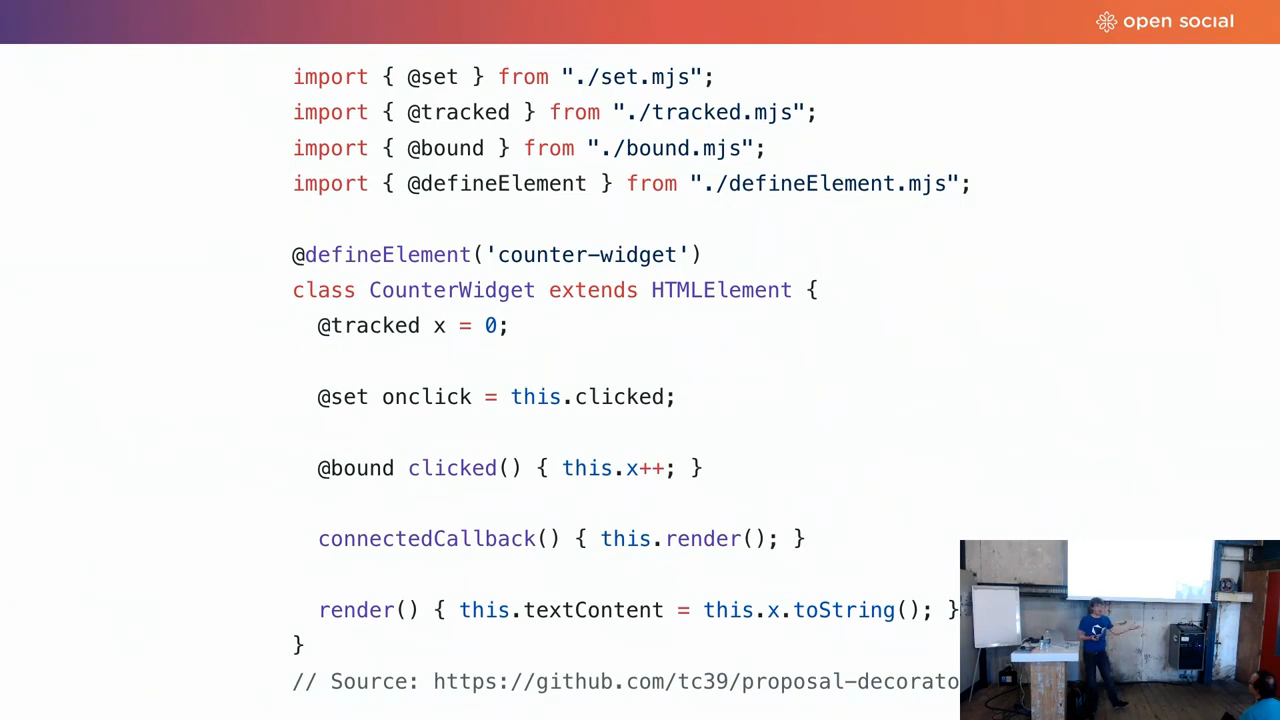 open social
import { @set } from "./set.mjs";
import { @tracked } from "./tracked.mjs";
import { @bound } from "./bound.mjs";
import { @defineElement } from "./defineElement.mjs";
@defineElement('counter-widget')
class CounterWidget extends HTMLElement {
@tracked x = 0;
@set onclick = this.clicked;
@bound clicked() { this.x++; }
connectedCallback() { this.render(); }
render() { this.textContent = this.x.toString(); }
}
// Source: https://github.com/tc39/proposal-decorato